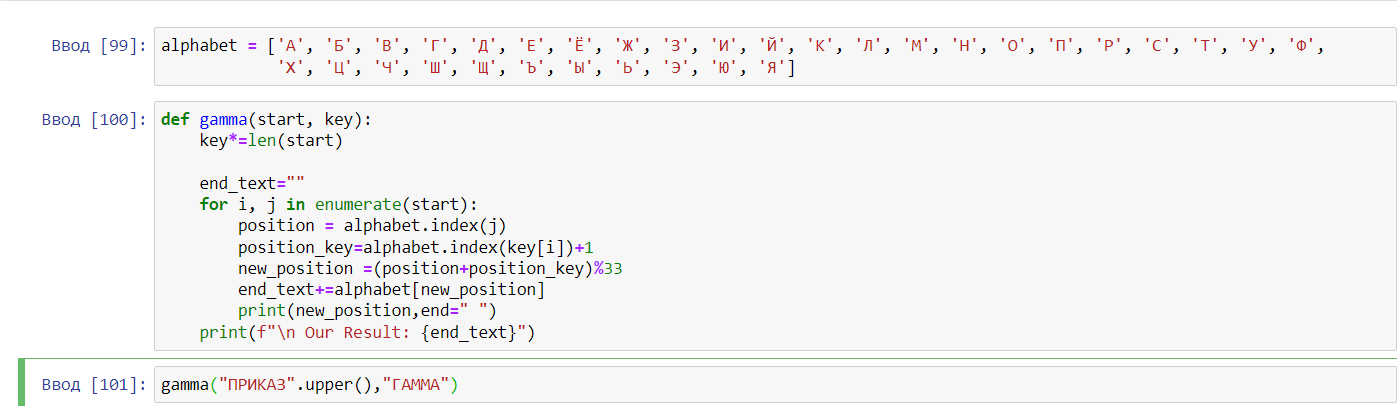 Ввод [99]: alphabet = ['А', 'Б', 'В', 'Г', 'Д', 'Е', 'Ё', 'Ж', 'З', 'И', 'Й', 'К', 'Л', 'М', 'Н', 'О', 'П', 'Р', 'С', 'Т', 'У', 'Ф',
'Х', 'Ц', 'Ч', 'Ш', 'Щ', 'Ъ', 'Ы', 'Ь', 'Э', 'Ю', 'Я']
Ввод [100]: def gamma(start, key):
key*=len(start)
end_text=""
for i, j in enumerate(start):
position = alphabet.index(j)
position_key=alphabet.index(key[i])+1
new_position =(position+position_key)%33
end_text+=alphabet[new_position]
print(new_position,end=" ")
print(f"\n Our Result: {end_text}")
Ввод [101]: gamma("ПРИКАЗ".upper(),"ГАММА")